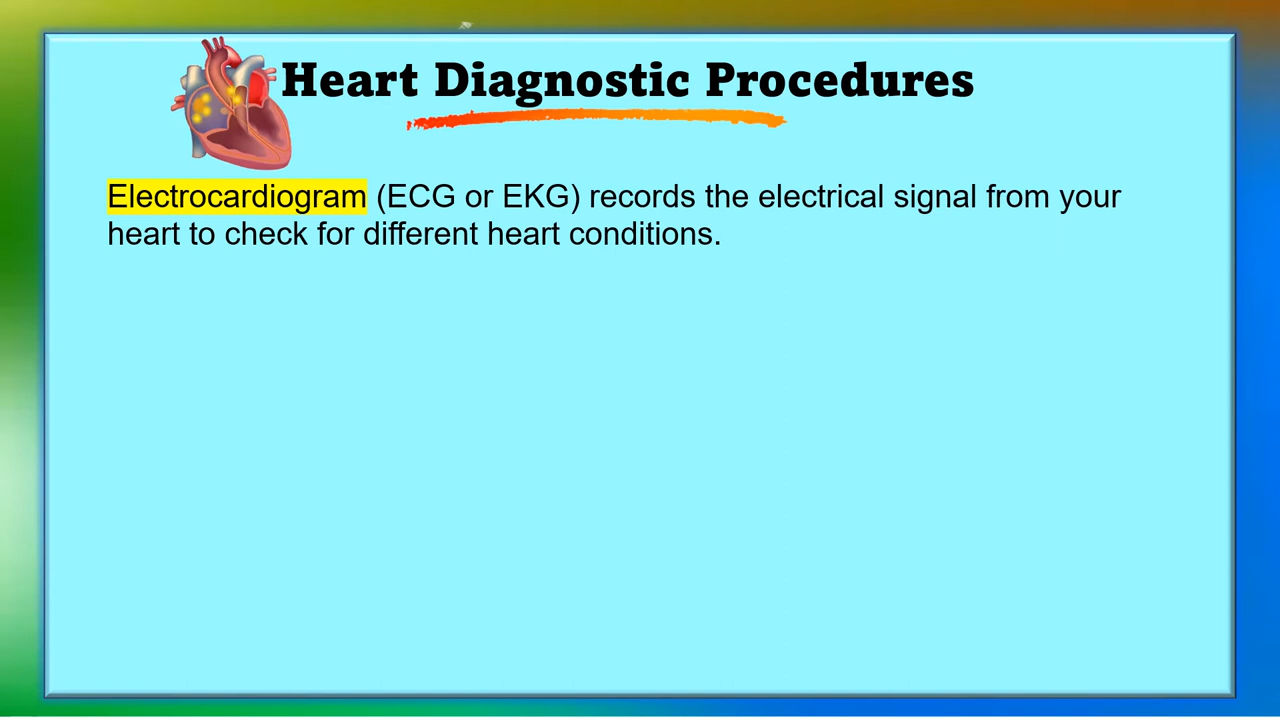 Heart Diagnostic Procedures
Electrocardiogram (ECG or EKG) records the electrical signal from your
heart to check for different heart conditions.